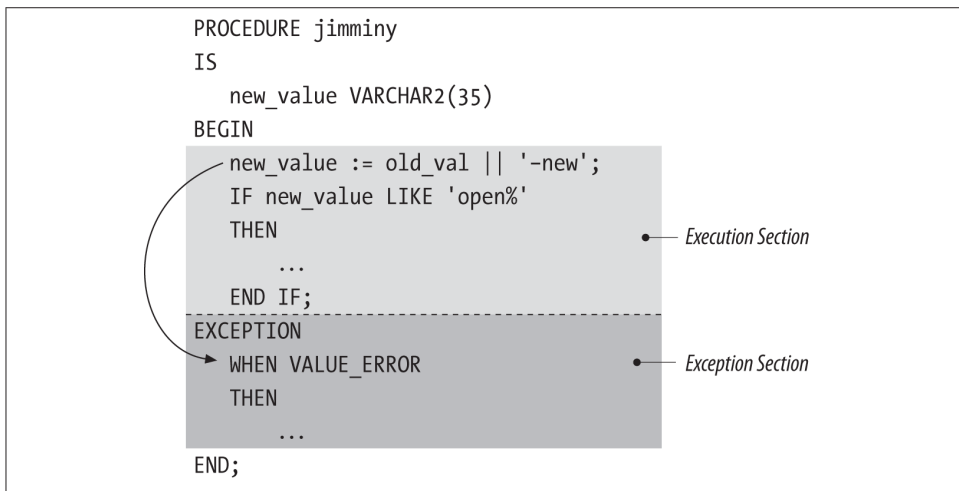 PROCEDURE jimminy
IS
new_value VARCHAR2(35)
BEGIN
new_value := old_val || '-new';
IF new_value LIKE 'open%'
THEN
...
END IF;
Execution Section
EXCEPTION
WHEN VALUE_ERROR
THEN
...
Exception Section
END;